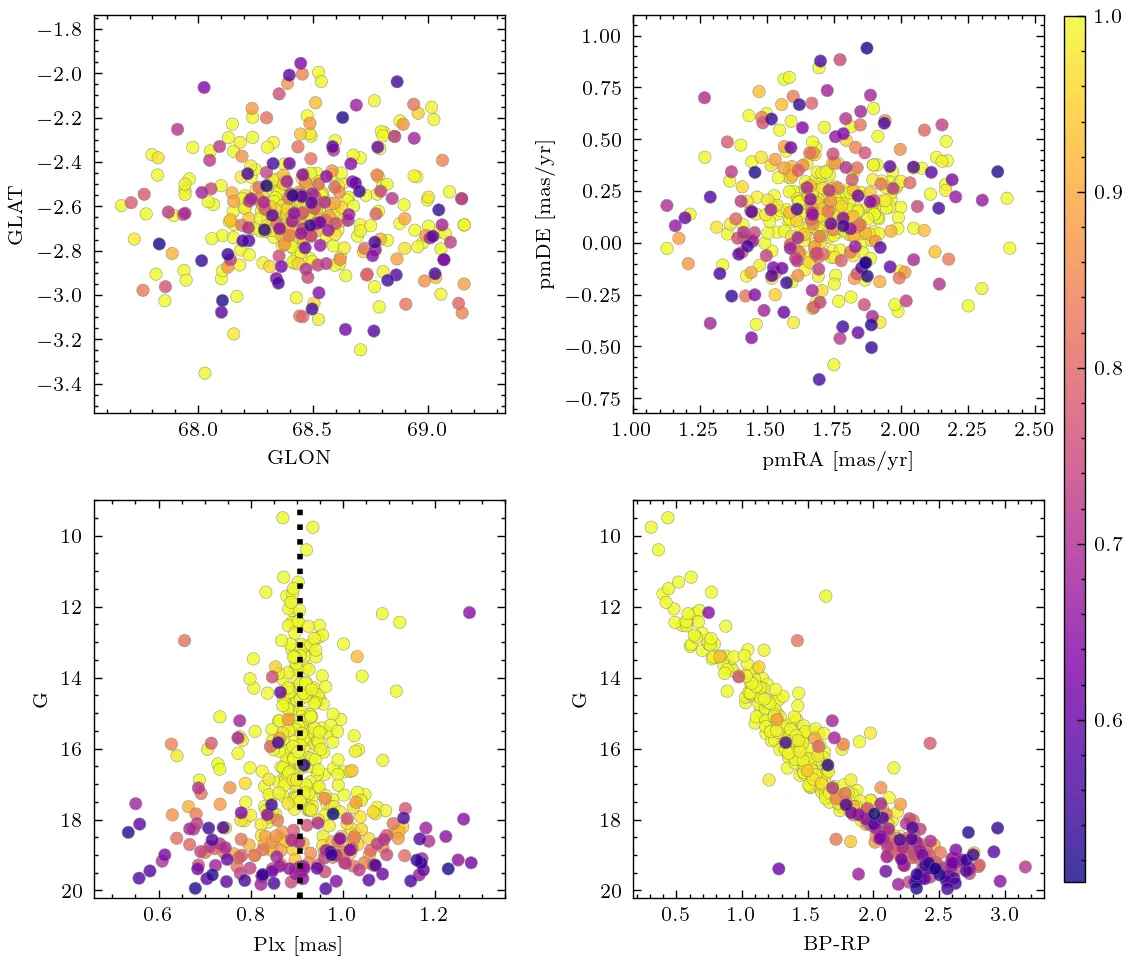 −1.8
−2.0
−2.2
−2.4
−2.6
−2.8
−3.0
−3.2
−3.4
GLAT
68.0 68.5 69.0
GLON
1.00
0.75
0.50
0.25
0.00
−0.25
−0.50
−0.75
pmDE [mas/yr]
1.00 1.25 1.50 1.75 2.00 2.25 2.50
pmRA [mas/yr]
10
12
14
16
18
20
G
0.6 0.8 1.0 1.2
Plx [mas]
10
12
14
16
18
20
G
0.5 1.0 1.5 2.0 2.5 3.0
BP-RP
1.0
0.9
0.8
0.7
0.6